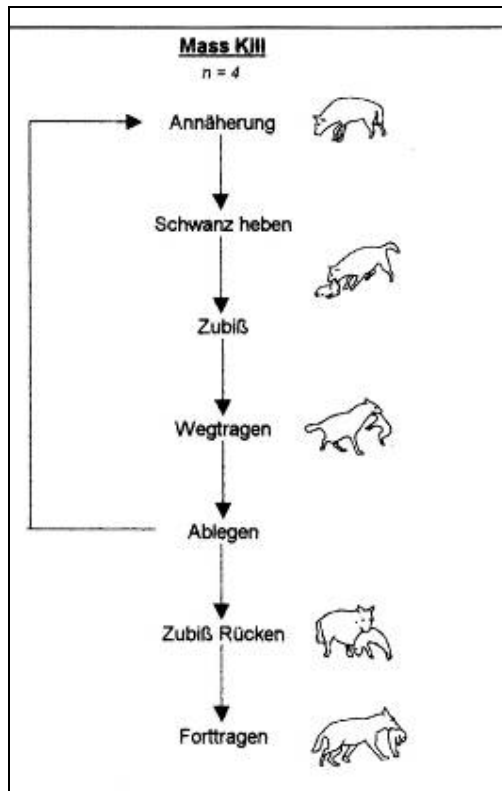 Mass Kill
n = 4
Annäherung
Schwanz heben
Zubiß
Wegtragen
Ablegen
Zubiß Rücken
Forttragen